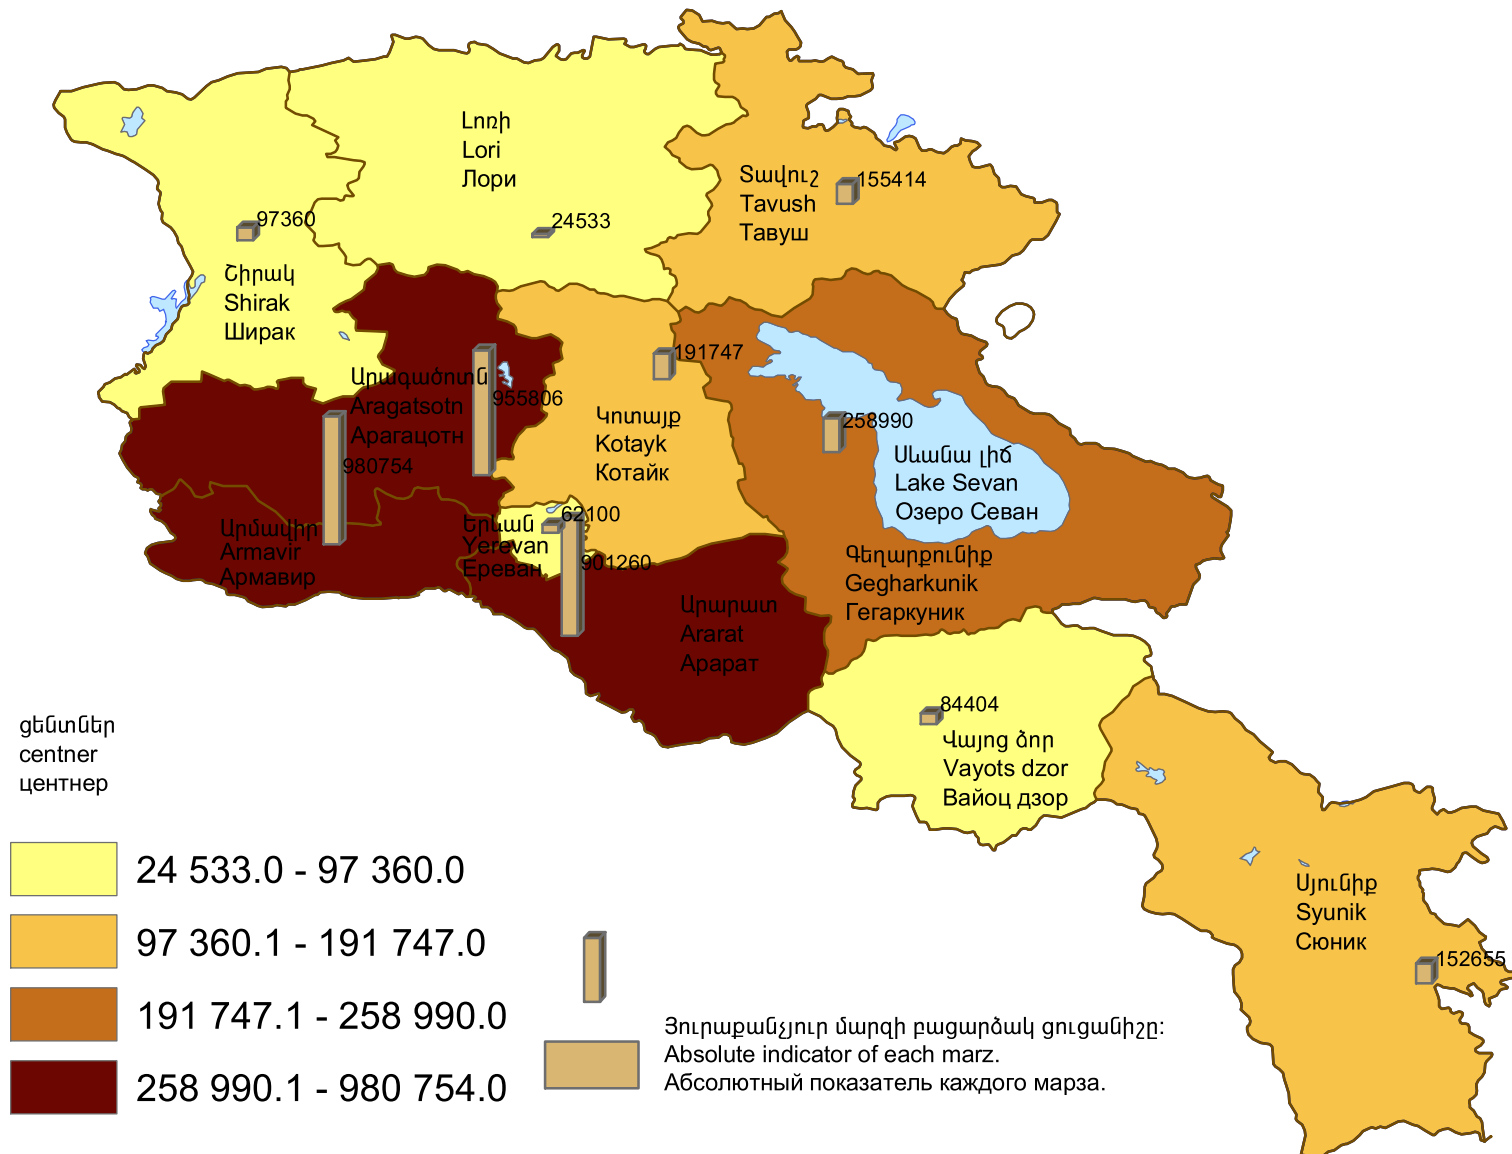 Լոռի
Lori
Лори
24533
Տավուշ
Tavush
Тавуш
155414
97360
Շիրակ
Shirak
Ширак
Արագածոտն
Aragatsotn
Арагацотн
955806
980754
191747
Կոտայք
Kotayk
Котайк
258990
Սևանա լիճ
Lake Sevan
Озеро Севан
Գեղարքունիք
Gegharkunik
Гегаркуник
Արմավիր
Armavir
Армавир
Երևան
Yerevan
Ереван
62100
901260
Արարատ
Ararat
Арарат
84404
Վայոց ձոր
Vayots dzor
Вайоц дзор
Սյունիք
Syunik
Сюник
152655
ցենտներ
centner
центнер
24 533.0 - 97 360.0
97 360.1 - 191 747.0
191 747.1 - 258 990.0
258 990.1 - 980 754.0
Յուրաքանչյուր մարզի բացարձակ ցուցանիշը:
Absolute indicator of each marz.
Абсолютный показатель каждого марза.